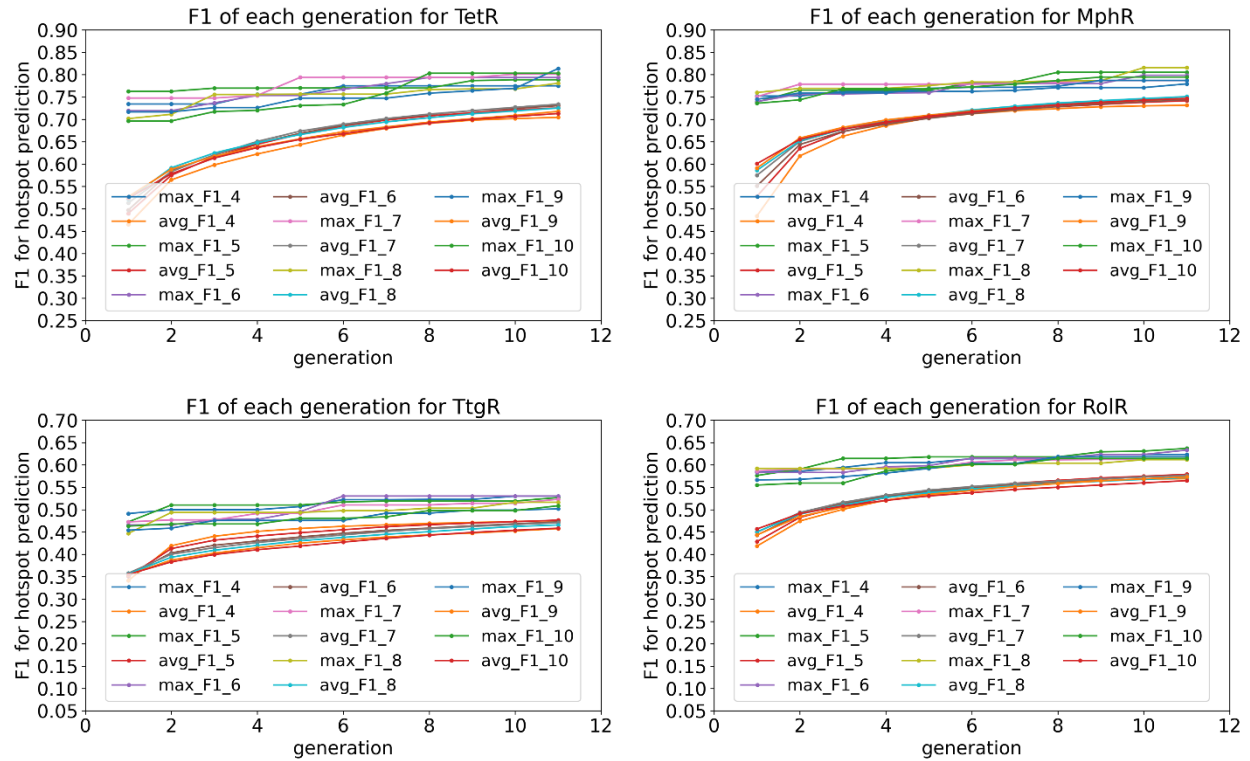 F1 of each generation for TetR
F1 for hotspot prediction
0.90
0.85
0.80
0.75
0.70
0.65
0.60
0.55
0.50
0.45
0.40
0.35
0.30
0.25
max_F1_4 avg_F1_6 max_F1_9
avg_F1_4 max_F1_7 avg_F1_9
max_F1_5 avg_F1_7 max_F1_10
avg_F1_5 max_F1_8 avg_F1_10
max_F1_6 avg_F1_8
0 2 4 6 8 10 12
generation
F1 of each generation for MphR
F1 for hotspot prediction
0.90
0.85
0.80
0.75
0.70
0.65
0.60
0.55
0.50
0.45
0.40
0.35
0.30
0.25
max_F1_4 avg_F1_6 max_F1_9
avg_F1_4 max_F1_7 avg_F1_9
max_F1_5 avg_F1_7 max_F1_10
avg_F1_5 max_F1_8 avg_F1_10
max_F1_6 avg_F1_8
0 2 4 6 8 10 12
generation
F1 of each generation for TtgR
F1 for hotspot prediction
0.70
0.65
0.60
0.55
0.50
0.45
0.40
0.35
0.30
0.25
0.20
0.15
0.10
0.05
max_F1_4 avg_F1_6 max_F1_9
avg_F1_4 max_F1_7 avg_F1_9
max_F1_5 avg_F1_7 max_F1_10
avg_F1_5 max_F1_8 avg_F1_10
max_F1_6 avg_F1_8
0 2 4 6 8 10 12
generation
F1 of each generation for RolR
F1 for hotspot prediction
0.70
0.65
0.60
0.55
0.50
0.45
0.40
0.35
0.30
0.25
0.20
0.15
0.10
0.05
max_F1_4 avg_F1_6 max_F1_9
avg_F1_4 max_F1_7 avg_F1_9
max_F1_5 avg_F1_7 max_F1_10
avg_F1_5 max_F1_8 avg_F1_10
max_F1_6 avg_F1_8
0 2 4 6 8 10 12
generation